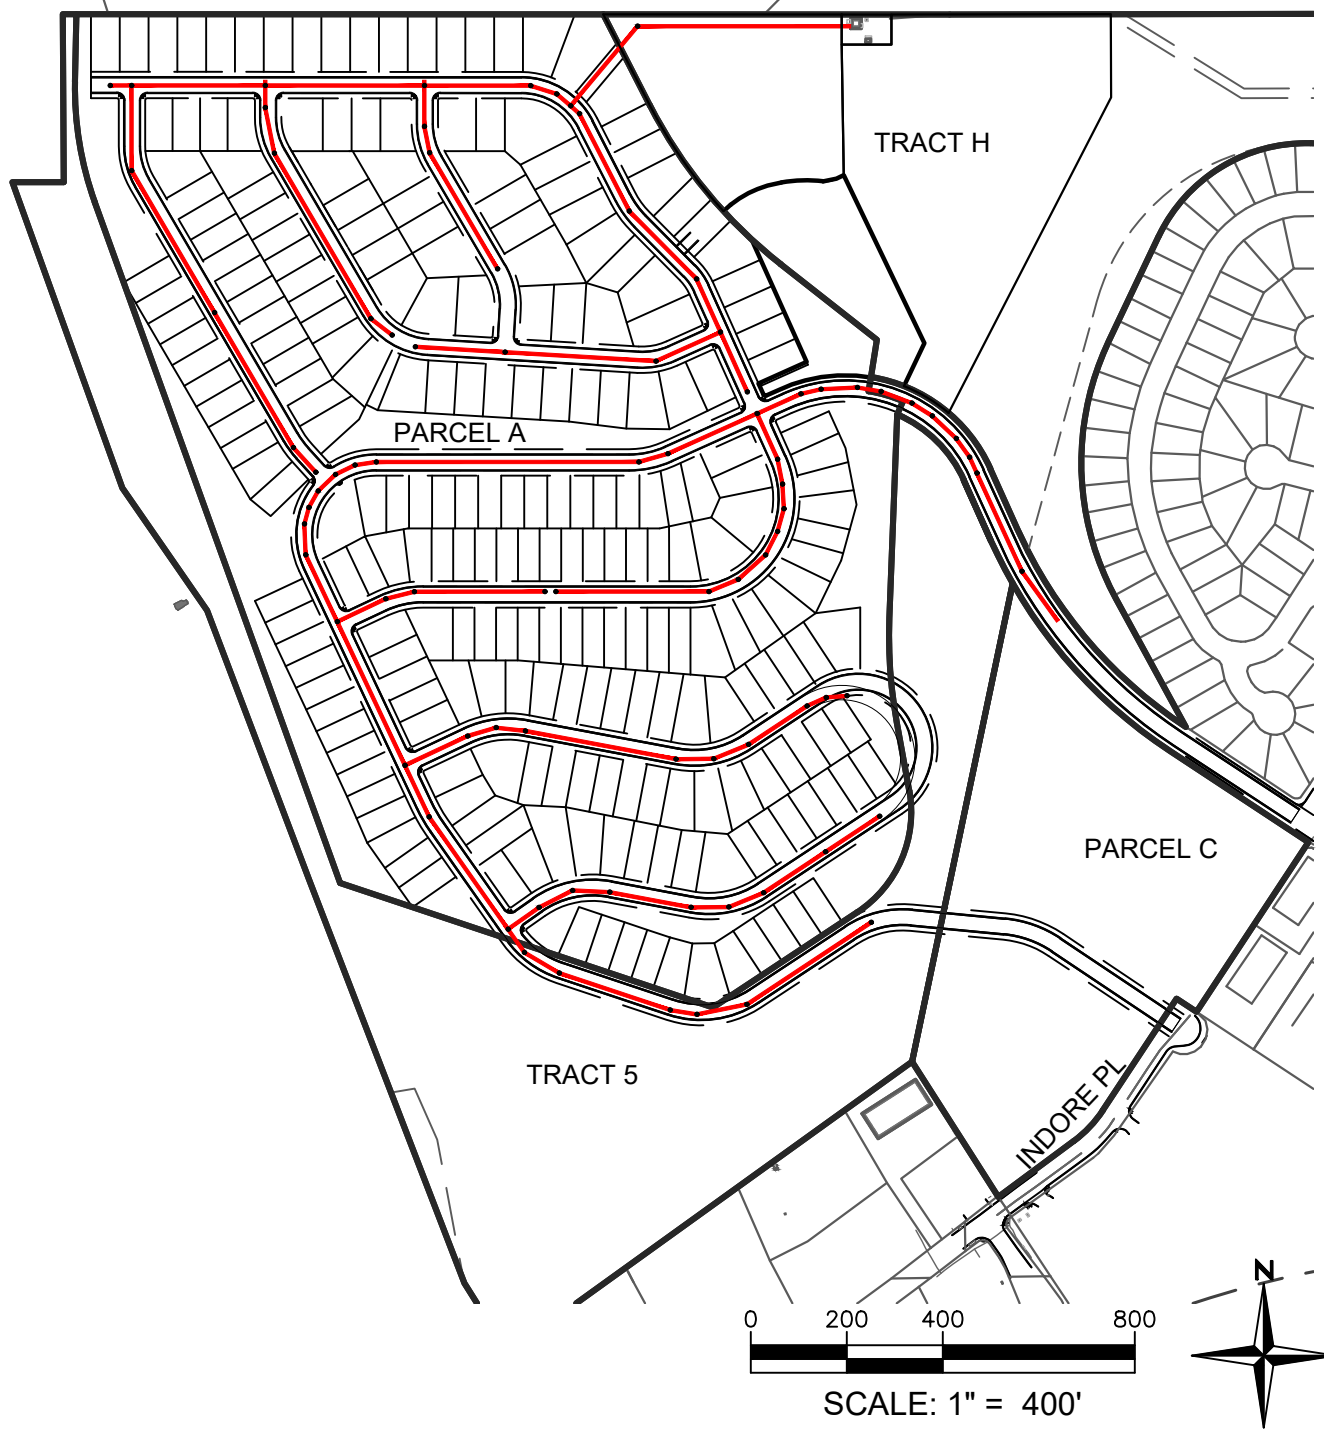 TRACT H
PARCEL A
PARCEL C
TRACT 5
INDORE PL
N
0 200 400 800
SCALE: 1" = 400'